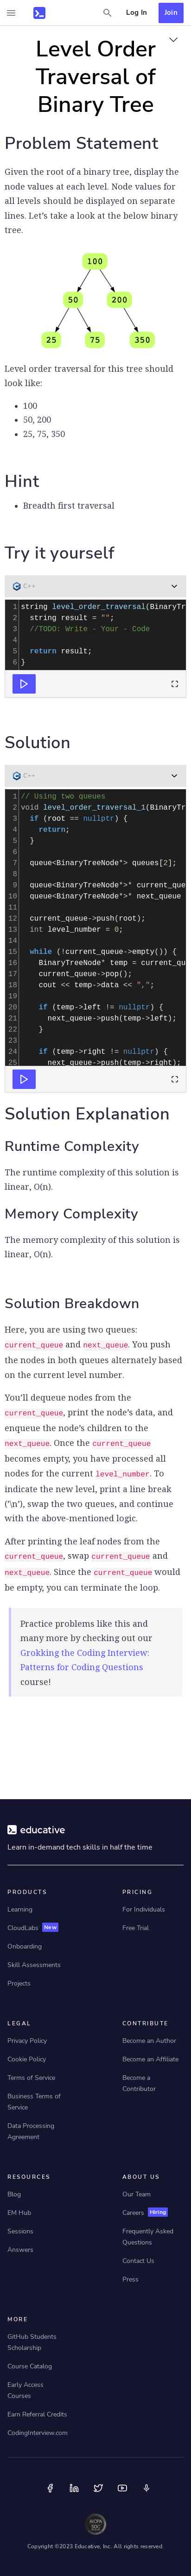 Log In
Join
Level Order
Traversal of
Binary Tree
Problem Statement
Given the root of a binary tree, display the
node values at each level. Node values for
all levels should be displayed on separate
lines. Let's take a look at the below binary
tree.
100
50
200
25
75
350
Level order traversal for this tree should
look like:
• 100
• 50, 200
• 25, 75, 350
Hint
• Breadth first traversal
Try it yourself
C++
1 string level_order_traversal(BinaryTr
2   string result = "";
3   //TODO: Write - Your - Code
4
5   return result;
6 }
Solution
C++
1 // Using two queues
2 void level_order_traversal_1(BinaryTr
3   if (root == nullptr) {
4     return;
5   }
6
7   queue<BinaryTreeNode*> queues[2];
8
9   queue<BinaryTreeNode*>* current_que
10   queue<BinaryTreeNode*>* next_queue
11
12   current_queue->push(root);
13   int level_number = 0;
14
15   while (!current_queue->empty()) {
16     BinaryTreeNode* temp = current_qu
17     current_queue->pop();
18     cout << temp->data << ",";
19
20     if (temp->left != nullptr) {
21       next_queue->push(temp->left);
22     }
23
24     if (temp->right != nullptr) {
25       next_queue->push(temp->right);
Solution Explanation
Runtime Complexity
The runtime complexity of this solution is
linear, O(n).
Memory Complexity
The memory complexity of this solution is
linear, O(n).
Solution Breakdown
Here, you are using two queues:
current_queue and next_queue. You push
the nodes in both queues alternately based
on the current level number.
You'll dequeue nodes from the
current_queue, print the node's data, and
enqueue the node's children to the
next_queue. Once the current_queue
becomes empty, you have processed all
nodes for the current level_number. To
indicate the new level, print a line break
('\n'), swap the two queues, and continue
with the above-mentioned logic.
After printing the leaf nodes from the
current_queue, swap current_queue and
next_queue. Since the current_queue would
be empty, you can terminate the loop.
Practice problems like this and
many more by checking out our
Grokking the Coding Interview:
Patterns for Coding Questions
course!
educative
Learn in-demand tech skills in half the time
PRODUCTS
Learning
CloudLabs New
Onboarding
Skill Assessments
Projects
PRICING
For Individuals
Free Trial
LEGAL
Privacy Policy
Cookie Policy
Terms of Service
Business Terms of
Service
Data Processing
Agreement
CONTRIBUTE
Become an Author
Become an Affiliate
Become a
Contributor
RESOURCES
Blog
EM Hub
Sessions
Answers
ABOUT US
Our Team
Careers Hiring
Frequently Asked
Questions
Contact Us
Press
MORE
GitHub Students
Scholarship
Course Catalog
Early Access
Courses
Earn Referral Credits
CodingInterview.com
Copyright ©2023 Educative, Inc. All rights reserved.